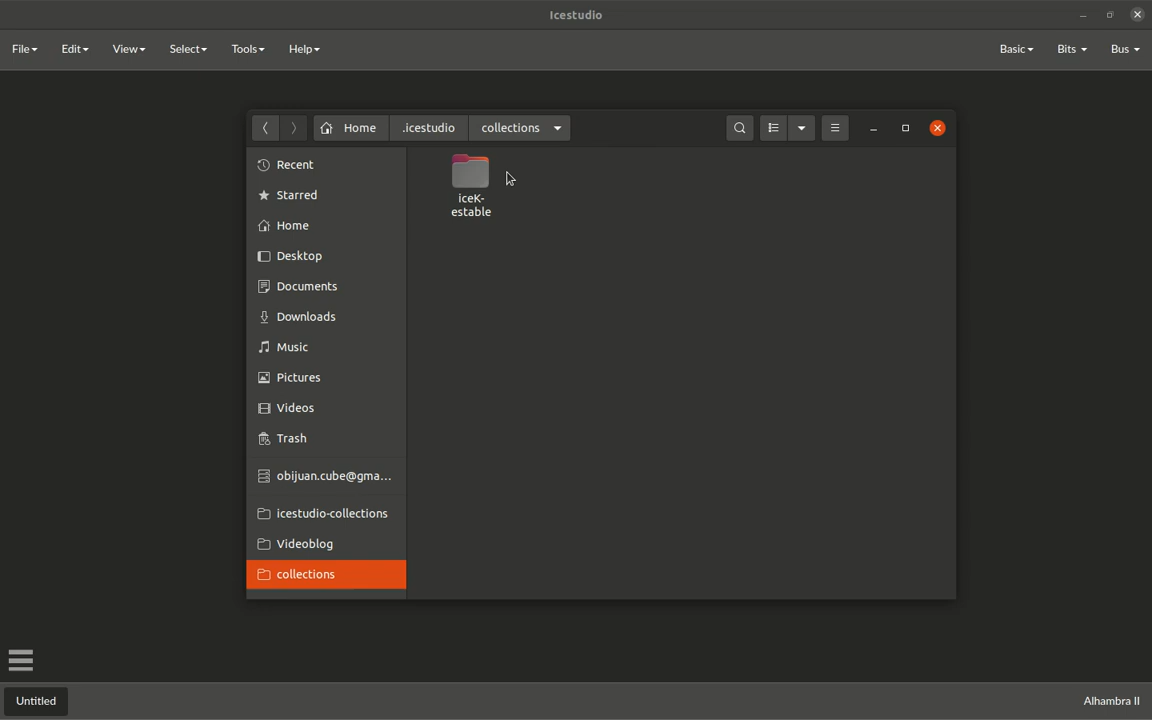 Icestudio
File Edit View Select Tools Help Basic Bits Bus
Home .icestudio collections
Recent
Starred
Home
Desktop
Documents
Downloads
Music
Pictures
Videos
Trash
obijuan.cube@gma...
icestudio-collections
Videoblog
collections
iceK-
estable
Untitled Alhambra II